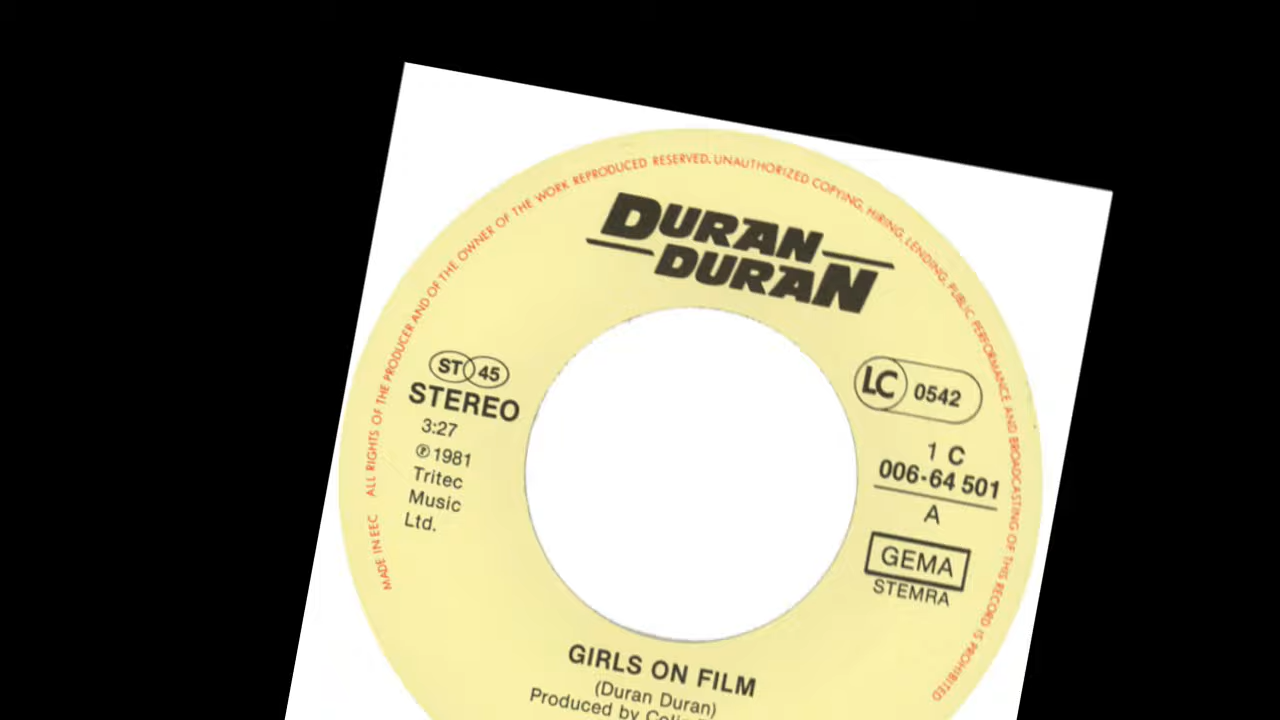 MADE IN EEC ALL RIGHTS OF THE PRODUCER AND OF THE OWNER OF THE WORK REPRODUCED RESERVED. UNAUTHORIZED COPYING, HIRING, LENDING, PUBLIC PERFORMANCE AND BROADCASTING OF THIS RECORD IS PROHIBITED
DURAN
DURAN
ST 45
STEREO
3:27
℗ 1981
Tritec
Music
Ltd.
LC 0542
1 C
006-64 501
A
GEMA
STEMRA
GIRLS ON FILM
(Duran Duran)
Produced by